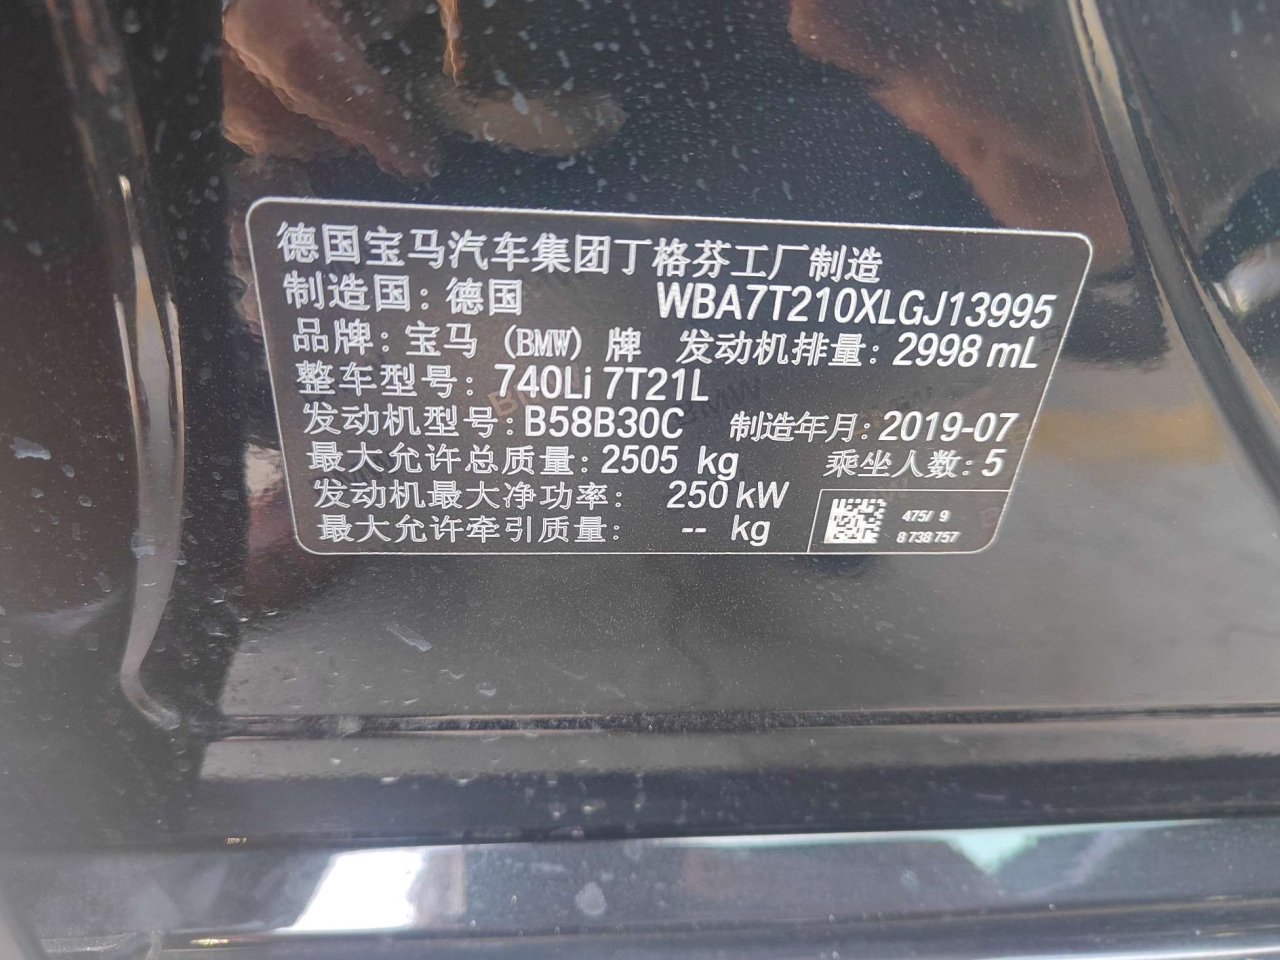 德国宝马汽车集团丁格芬工厂制造
制造国：德国 WBA7T210XLGJ13995
品牌：宝马（BMW）牌 发动机排量：2998 mL
整车型号：740Li 7T21L
发动机型号：B58B30C 制造年月：2019-07
最大允许总质量：2505 kg 乘坐人数：5
发动机最大净功率： 250 kW
最大允许牵引质量： -- kg
475/ 9
8 738 757